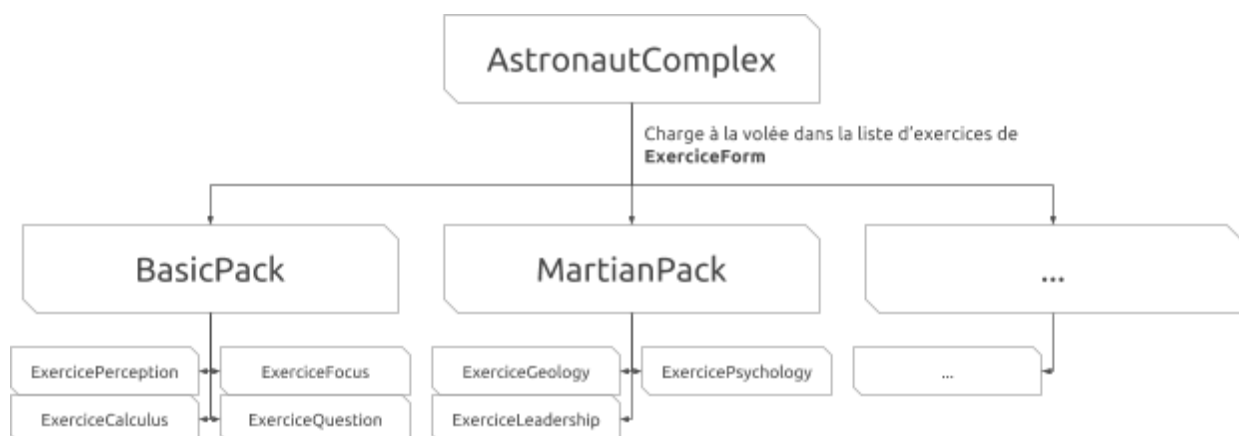 AstronautComplex
Charge à la volée dans la liste d'exercices de
ExerciceForm
BasicPack
MartianPack
...
ExercicePerception
ExerciceFocus
ExerciceGeology
ExercicePsychology
...
ExerciceCalculus
ExerciceQuestion
ExerciceLeadership